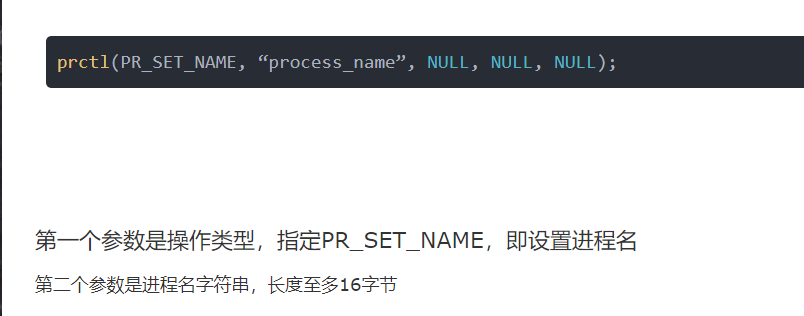 prctl(PR_SET_NAME, “process_name”, NULL, NULL, NULL);
第一个参数是操作类型，指定PR_SET_NAME，即设置进程名
第二个参数是进程名字符串，长度至多16字节